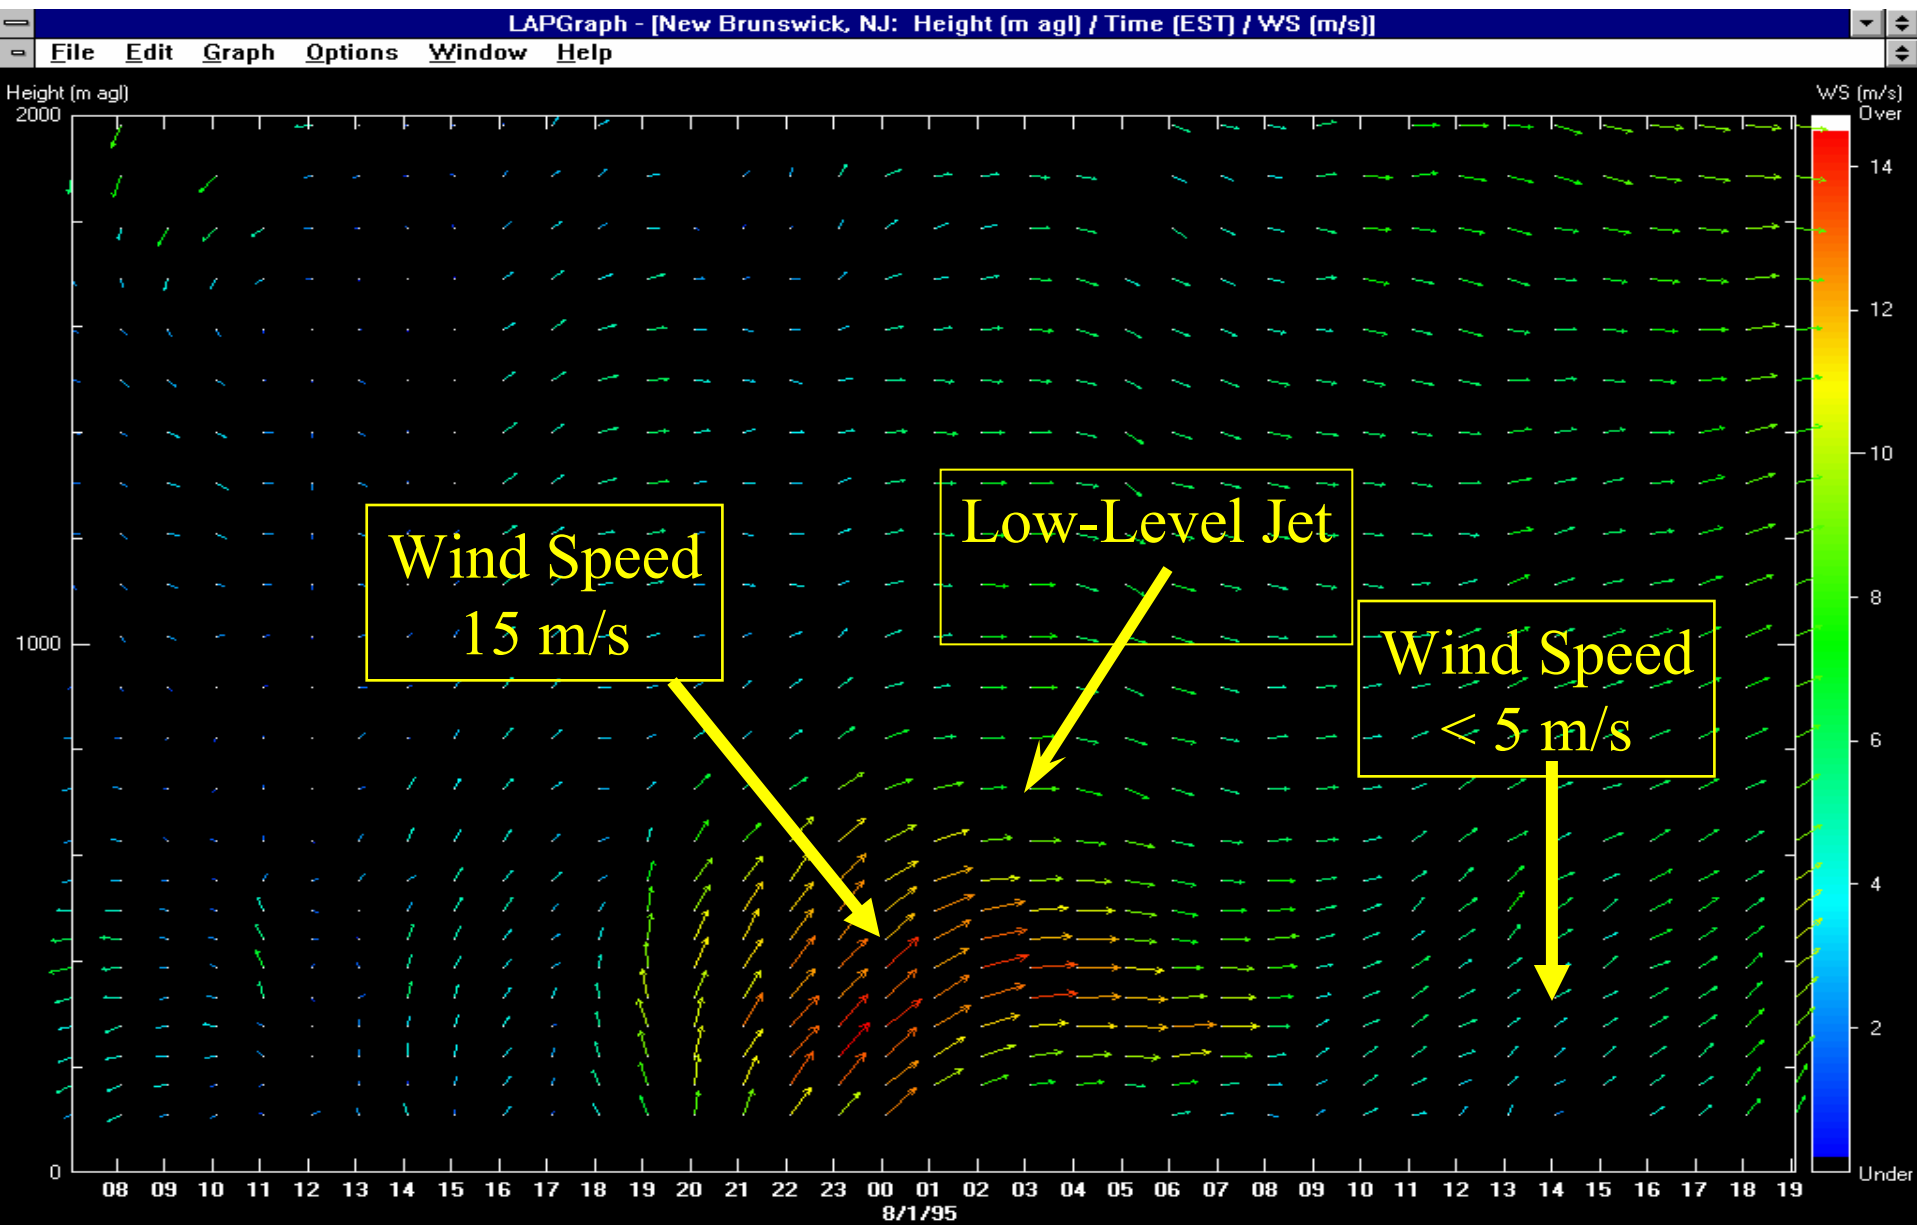 LAPGraph - [New Brunswick, NJ: Height (m agl) / Time (EST) / WS (m/s)]
File Edit Graph Options Window Help
Height (m agl)
WS (m/s)
2000
Over
14
12
10
Low-Level Jet
Wind Speed
15 m/s
8
1000
Wind Speed
< 5 m/s
6
4
2
0
Under
08 09 10 11 12 13 14 15 16 17 18 19 20 21 22 23 00 01 02 03 04 05 06 07 08 09 10 11 12 13 14 15 16 17 18 19
8/1/95